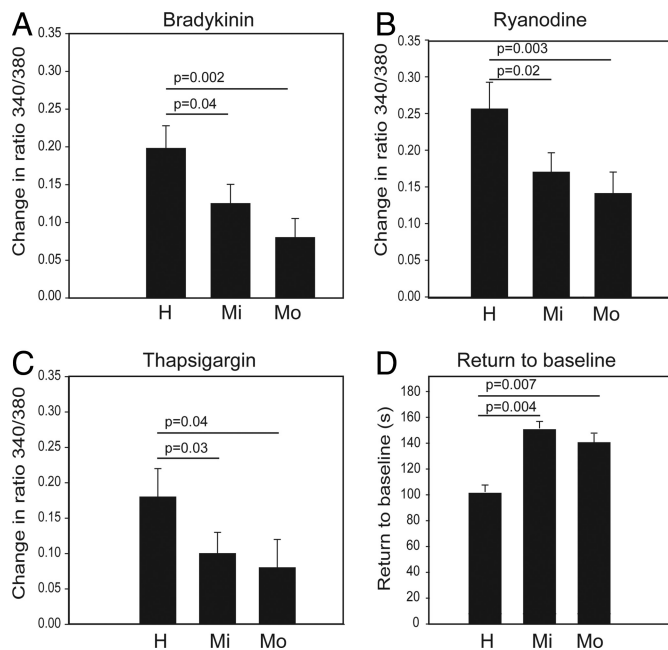 A
Bradykinin
Change in ratio 340/380
0.35
0.30
0.25
0.20
0.15
0.10
0.05
0.00
p=0.002
p=0.04
H Mi Mo
B
Ryanodine
Change in ratio 340/380
0.35
0.30
0.25
0.20
0.15
0.10
0.05
0.00
p=0.003
p=0.02
H Mi Mo
C
Thapsigargin
Change in ratio 340/380
0.35
0.30
0.25
0.20
0.15
0.10
0.05
0.00
p=0.04
p=0.03
H Mi Mo
D
Return to baseline
Return to baseline (s)
180
160
140
120
100
80
60
40
20
0
p=0.007
p=0.004
H Mi Mo